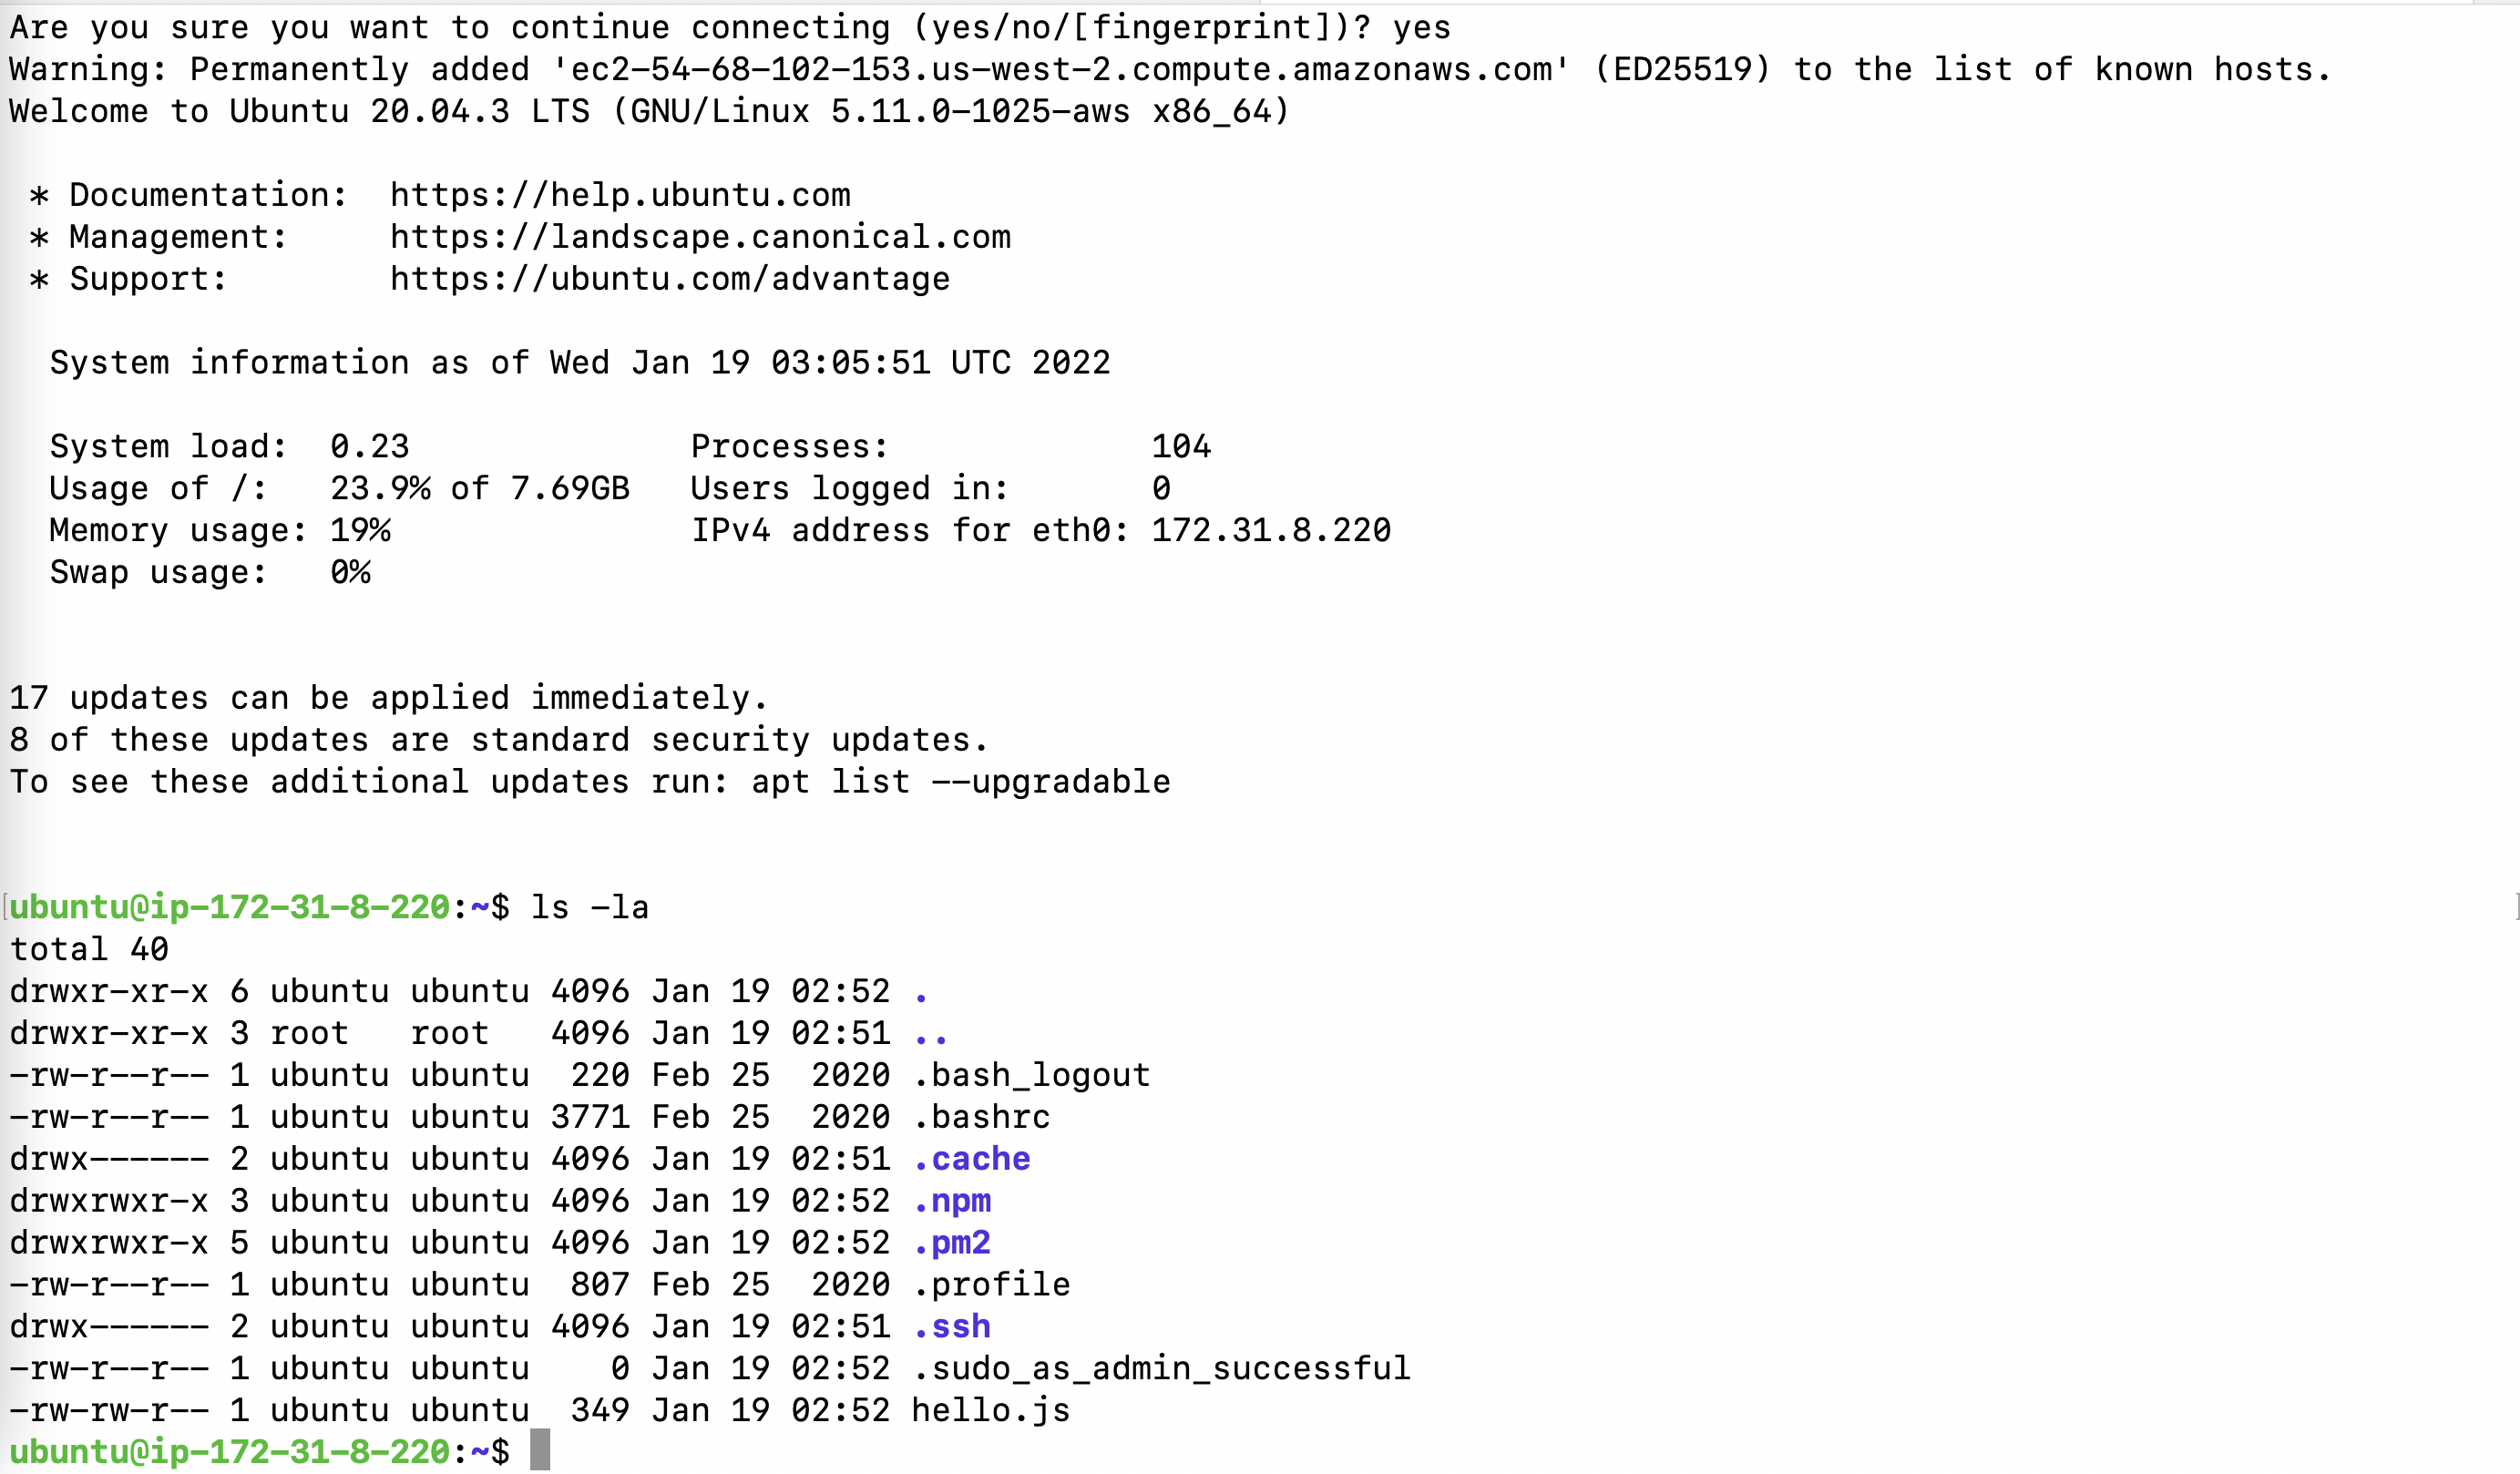 Are you sure you want to continue connecting (yes/no/[fingerprint])? yes
Warning: Permanently added 'ec2-54-68-102-153.us-west-2.compute.amazonaws.com' (ED25519) to the list of known hosts.
Welcome to Ubuntu 20.04.3 LTS (GNU/Linux 5.11.0-1025-aws x86_64)

 * Documentation:  https://help.ubuntu.com
 * Management:     https://landscape.canonical.com
 * Support:        https://ubuntu.com/advantage

  System information as of Wed Jan 19 03:05:51 UTC 2022

  System load:  0.23              Processes:             104
  Usage of /:   23.9% of 7.69GB   Users logged in:       0
  Memory usage: 19%               IPv4 address for eth0: 172.31.8.220
  Swap usage:   0%

17 updates can be applied immediately.
8 of these updates are standard security updates.
To see these additional updates run: apt list --upgradable

[ubuntu@ip-172-31-8-220:~$ ls -la ]
total 40
drwxr-xr-x 6 ubuntu ubuntu 4096 Jan 19 02:52 .
drwxr-xr-x 3 root   root   4096 Jan 19 02:51 ..
-rw-r--r-- 1 ubuntu ubuntu  220 Feb 25  2020 .bash_logout
-rw-r--r-- 1 ubuntu ubuntu 3771 Feb 25  2020 .bashrc
drwx------ 2 ubuntu ubuntu 4096 Jan 19 02:51 .cache
drwxrwxr-x 3 ubuntu ubuntu 4096 Jan 19 02:52 .npm
drwxrwxr-x 5 ubuntu ubuntu 4096 Jan 19 02:52 .pm2
-rw-r--r-- 1 ubuntu ubuntu  807 Feb 25  2020 .profile
drwx------ 2 ubuntu ubuntu 4096 Jan 19 02:51 .ssh
-rw-r--r-- 1 ubuntu ubuntu    0 Jan 19 02:52 .sudo_as_admin_successful
-rw-rw-r-- 1 ubuntu ubuntu  349 Jan 19 02:52 hello.js
ubuntu@ip-172-31-8-220:~$